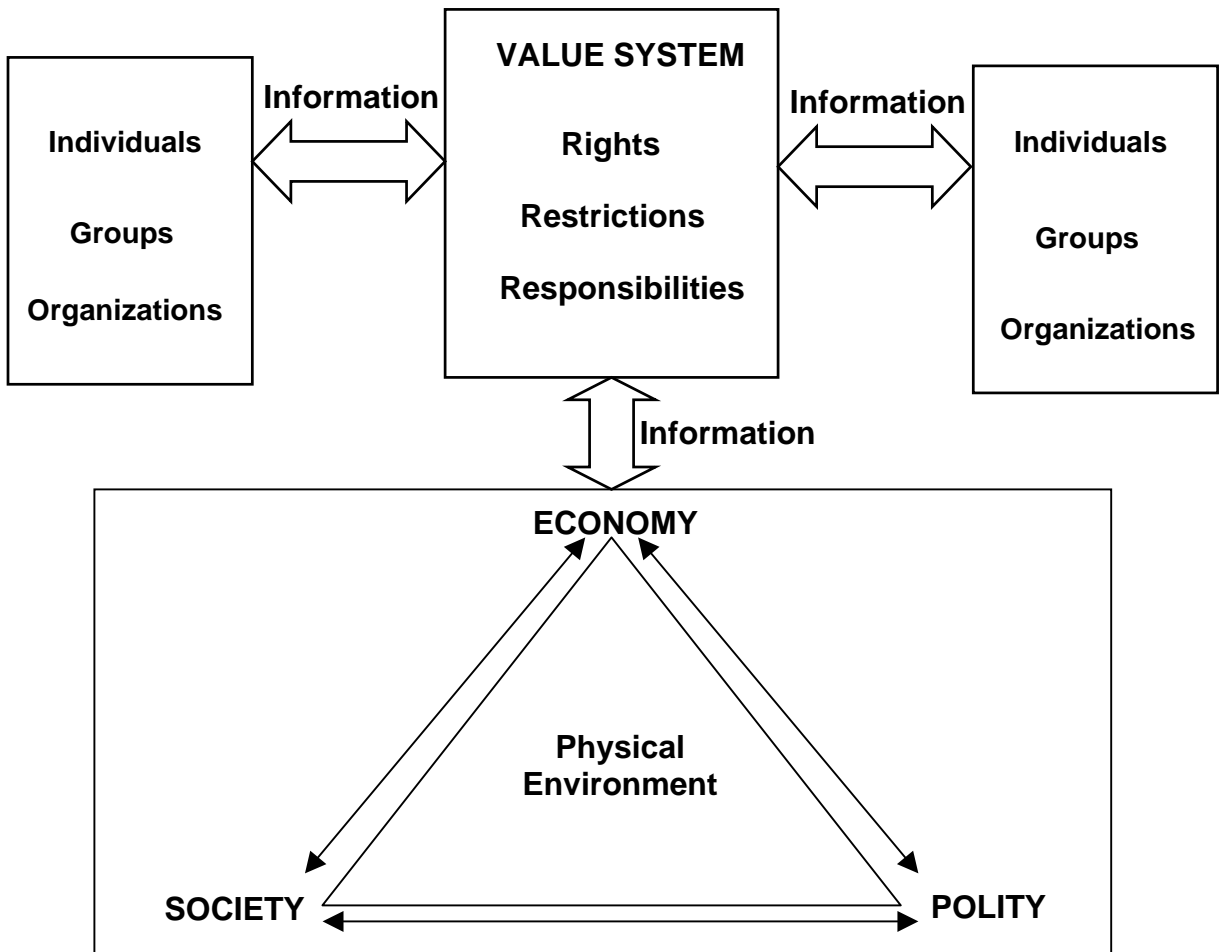 VALUE SYSTEM
Information
Information
Individuals
Groups
Organizations
Rights
Restrictions
Responsibilities
Individuals
Groups
Organizations
Information
ECONOMY
Physical
Environment
SOCIETY
POLITY